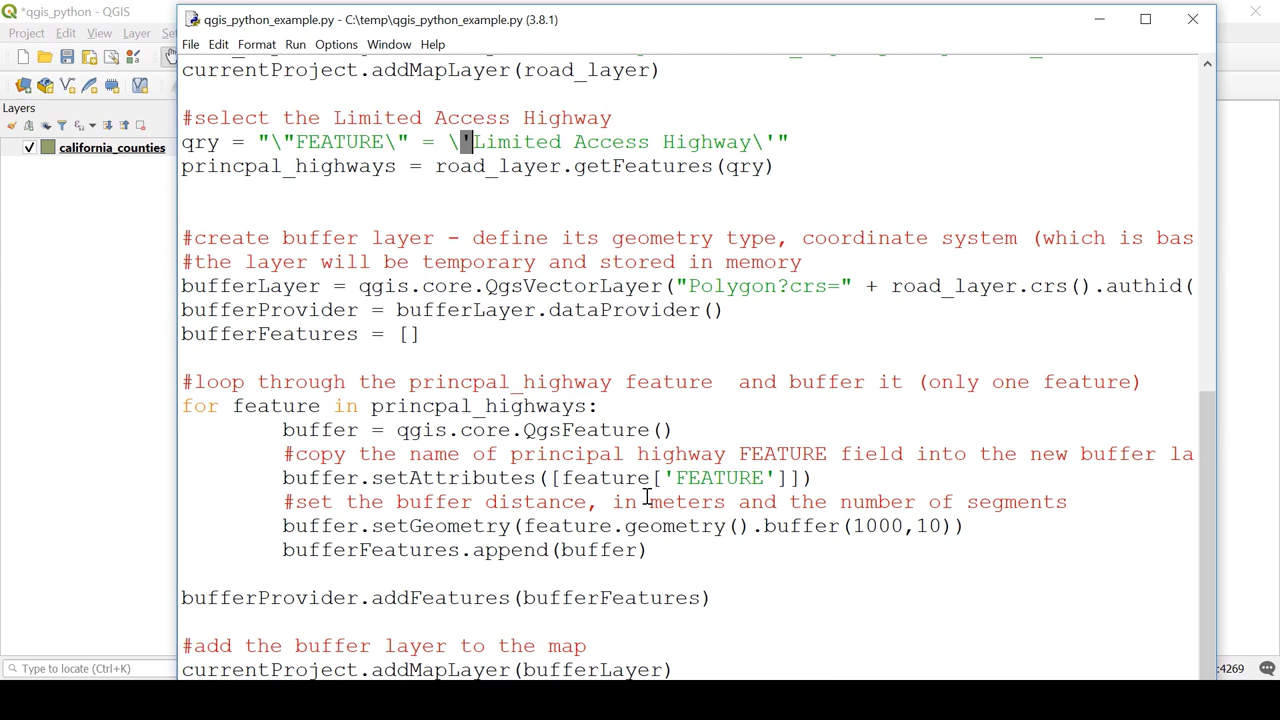 *qgis_python - QGIS
Project Edit View Layer Se
Layers
california_counties
Type to locate (Ctrl+K)
qgis_python_example.py - C:\temp\qgis_python_example.py (3.8.1)
File Edit Format Run Options Window Help
currentProject.addMapLayer(road_layer)
#select the Limited Access Highway
qry = "\"FEATURE\" = \'Limited Access Highway\'"
princpal_highways = road_layer.getFeatures(qry)
#create buffer layer - define its geometry type, coordinate system (which is bas
#the layer will be temporary and stored in memory
bufferLayer = qgis.core.QgsVectorLayer("Polygon?crs=" + road_layer.crs().authid(
bufferProvider = bufferLayer.dataProvider()
bufferFeatures = []
#loop through the princpal_highway feature  and buffer it (only one feature)
for feature in princpal_highways:
buffer = qgis.core.QgsFeature()
#copy the name of principal highway FEATURE field into the new buffer la
buffer.setAttributes([feature['FEATURE']])
#set the buffer distance, in meters and the number of segments
buffer.setGeometry(feature.geometry().buffer(1000,10))
bufferFeatures.append(buffer)
bufferProvider.addFeatures(bufferFeatures)
#add the buffer layer to the map
currentProject.addMapLayer(bufferLayer)
:4269